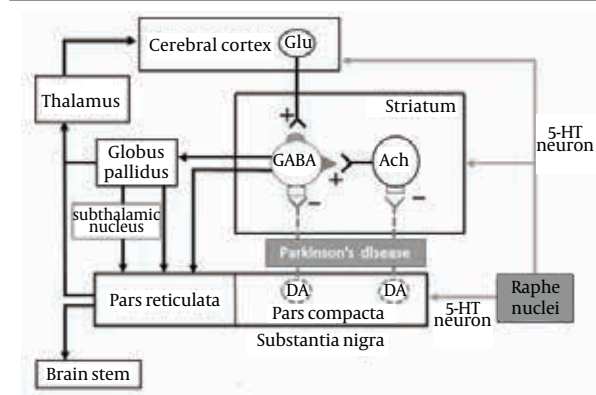 Cerebral cortex
Glu
Thalamus
Striatum
Globus
pallidus
GABA
Ach
+
+
−
−
5-HT
neuron
subthalamic
nucleus
Parkinson's disease
Pars reticulata
DA
DA
Pars compacta
5-HT
neuron
Raphe
nuclei
Substantia nigra
Brain stem